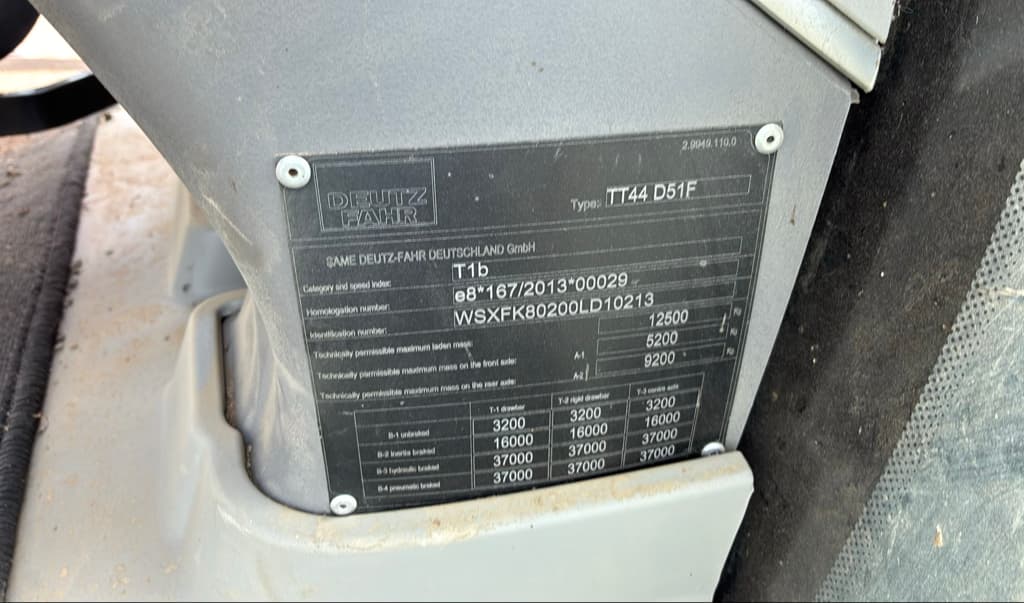 2.9949.110.0
DEUTZ
FAHR
Type: TT44 D51F
SAME DEUTZ-FAHR DEUTSCHLAND GmbH
Category and speed index: T1b
Homologation number: e8*167/2013*00029
Identification number: WSXFK80200LD10213
Technically permissible maximum laden mass: 12500 Kg
Technically permissible maximum mass on the front axle: A-1 5200 Kg
Technically permissible maximum mass on the rear axle: A-2 9200 Kg
T-1 drawbar T-2 rigid drawbar T-3 centre axle
B-1 unbraked 3200 3200 3200
B-2 inertia braked 16000 16000 16000
B-3 hydraulic braked 37000 37000 37000
B-4 pneumatic braked 37000 37000 37000